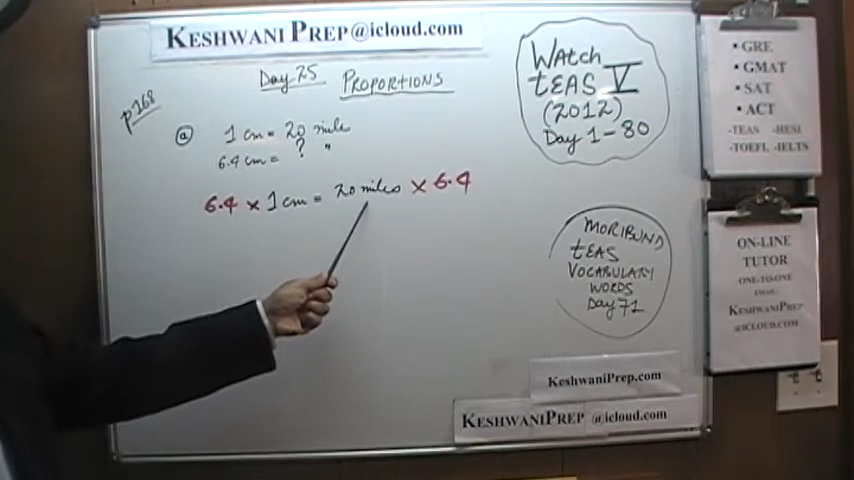 KESHWANI PREP@icloud.com
Day 25 PROPORTIONS
p268
a 1 cm = 20 miles
6.4 cm = ? "
6.4 × 1 cm = 20 miles × 6.4
WATCH
TEAS V
(2012)
Day 1-80
MORIBUND
TEAS
VOCABULARY
WORDS
Day 71
• GRE
• GMAT
• SAT
• ACT
-TEAS -HESI
-TOEFL -IELTS
ON-LINE
TUTOR
ONE-TO-ONE
EMAIL:
KESHWANIPREP
@ICLOUD.COM
KeshwaniPrep.com
KESHWANIPREP @icloud.com